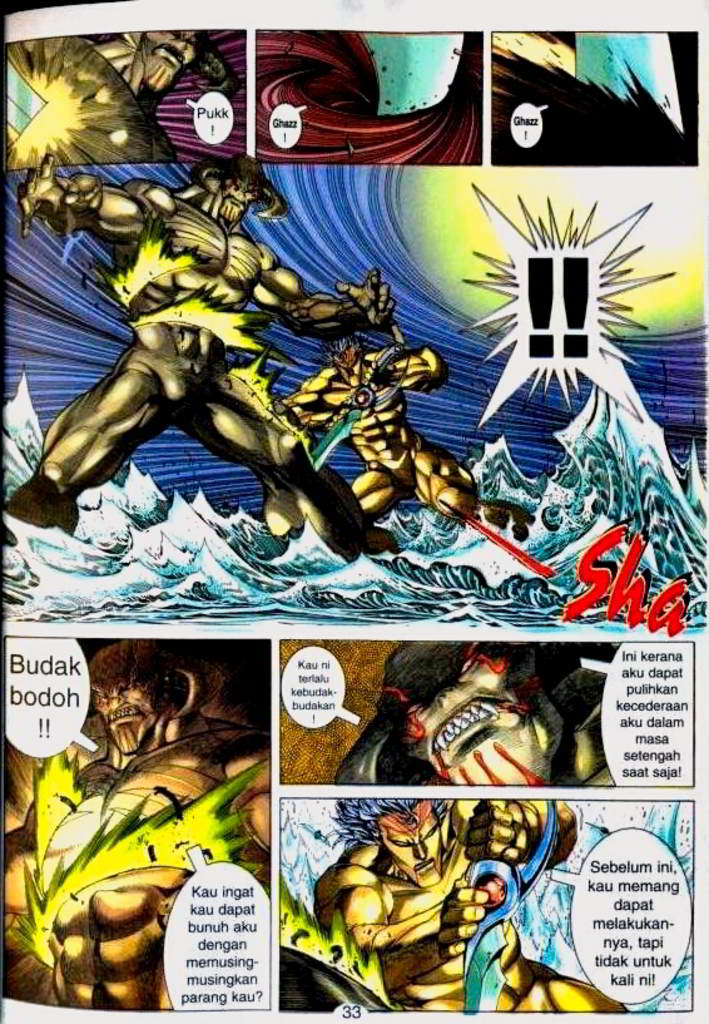 Pukk
!
Ghazz
!
Ghazz
!
!!
Sha
Budak
bodoh
!!
Kau ingat
kau dapat
bunuh aku
dengan
memusing-
musingkan
parang kau?
Kau ni
terlalu
kebudak-
budakan
!
Ini kerana
aku dapat
pulihkan
kecederaan
aku dalam
masa
setengah
saat saja!
Sebelum ini,
kau memang
dapat
melakukan-
nya, tapi
tidak untuk
kali ni!
33